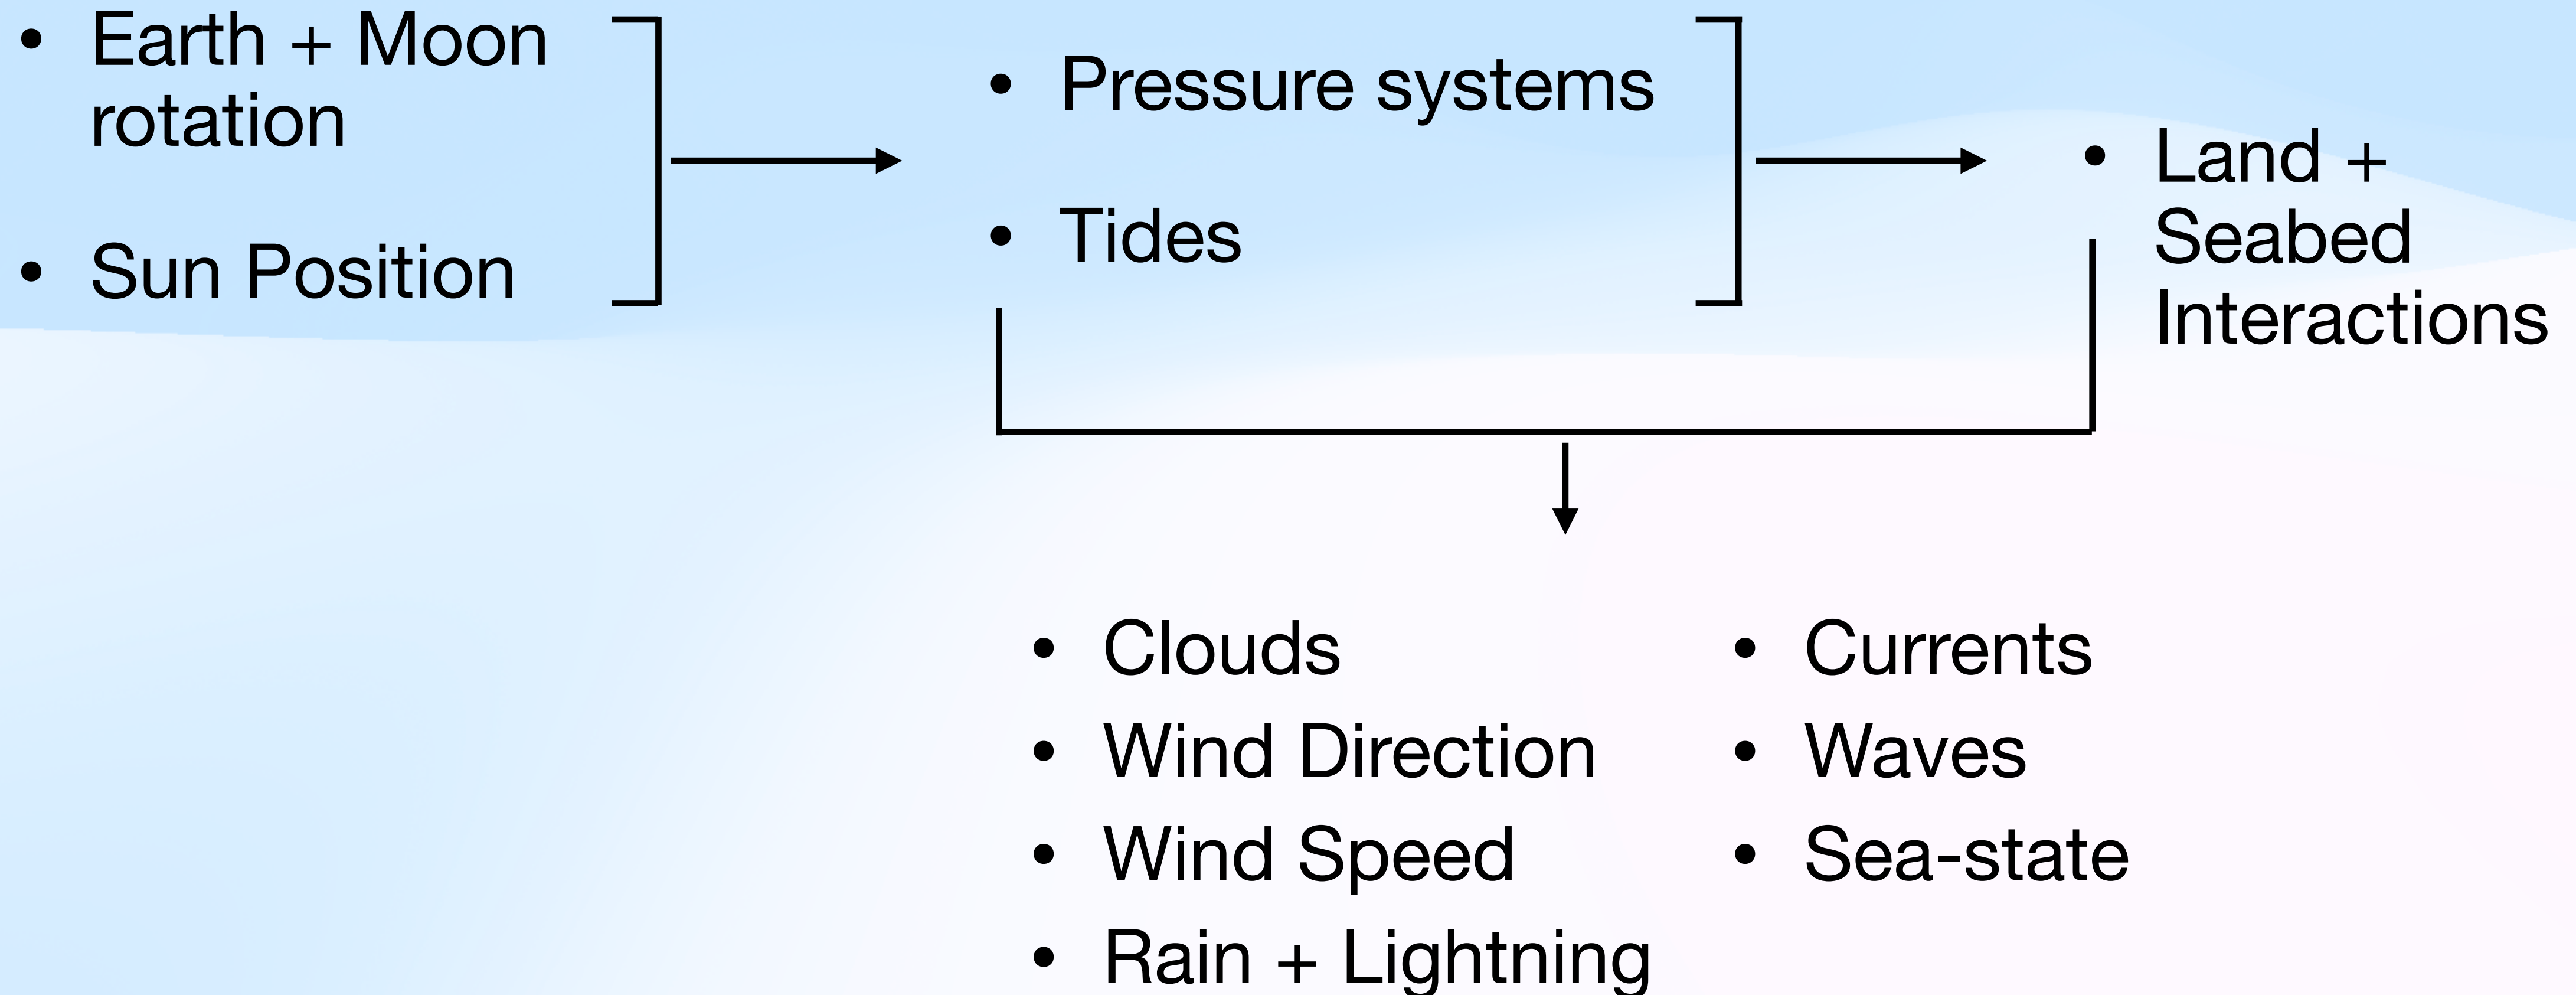 • Earth + Moon
rotation
• Sun Position
• Pressure systems
• Tides
• Land +
Seabed
Interactions
• Clouds
• Wind Direction
• Wind Speed
• Rain + Lightning
• Currents
• Waves
• Sea-state